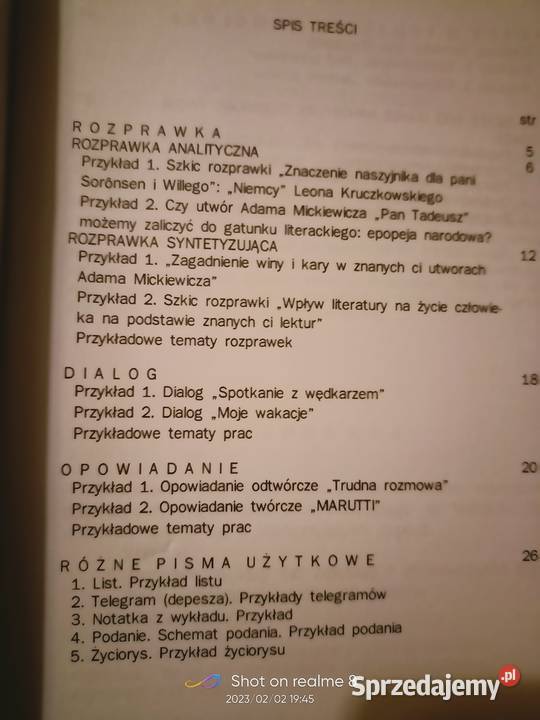 SPIS TREŚCI
str
ROZPRAWKA
ROZPRAWKA ANALITYCZNA 5
Przykład 1. Szkic rozprawki „Znaczenie naszyjnika dla pani 6
Sorônsen i Willego”: „Niemcy” Leona Kruczkowskiego
Przykład 2. Czy utwór Adama Mickiewicza „Pan Tadeusz”
możemy zaliczyć do gatunku literackiego: epopeja narodowa?
ROZPRAWKA SYNTETYZUJĄCA 12
Przykład 1. „Zagadnienie winy i kary w znanych ci utworach
Adama Mickiewicza”
Przykład 2. Szkic rozprawki „Wpływ literatury na życie człowie-
ka na podstawie znanych ci lektur”
Przykładowe tematy rozprawek
DIALOG 18
Przykład 1. Dialog „Spotkanie z wędkarzem”
Przykład 2. Dialog „Moje wakacje”
Przykładowe tematy prac
OPOWIADANIE 20
Przykład 1. Opowiadanie odtwórcze „Trudna rozmowa”
Przykład 2. Opowiadanie twórcze „MARUTTI”
Przykładowe tematy prac
RÓŻNE PISMA UŻYTKOWE 26
1. List. Przykład listu
2. Telegram (depesza). Przykłady telegramów
3. Notatka z wykładu. Przykład
4. Podanie. Schemat podania. Przykład podania
5. Życiorys. Przykład życiorysu
Shot on realme 8
2023/02/02 19:45
Sprzedajemy.pl